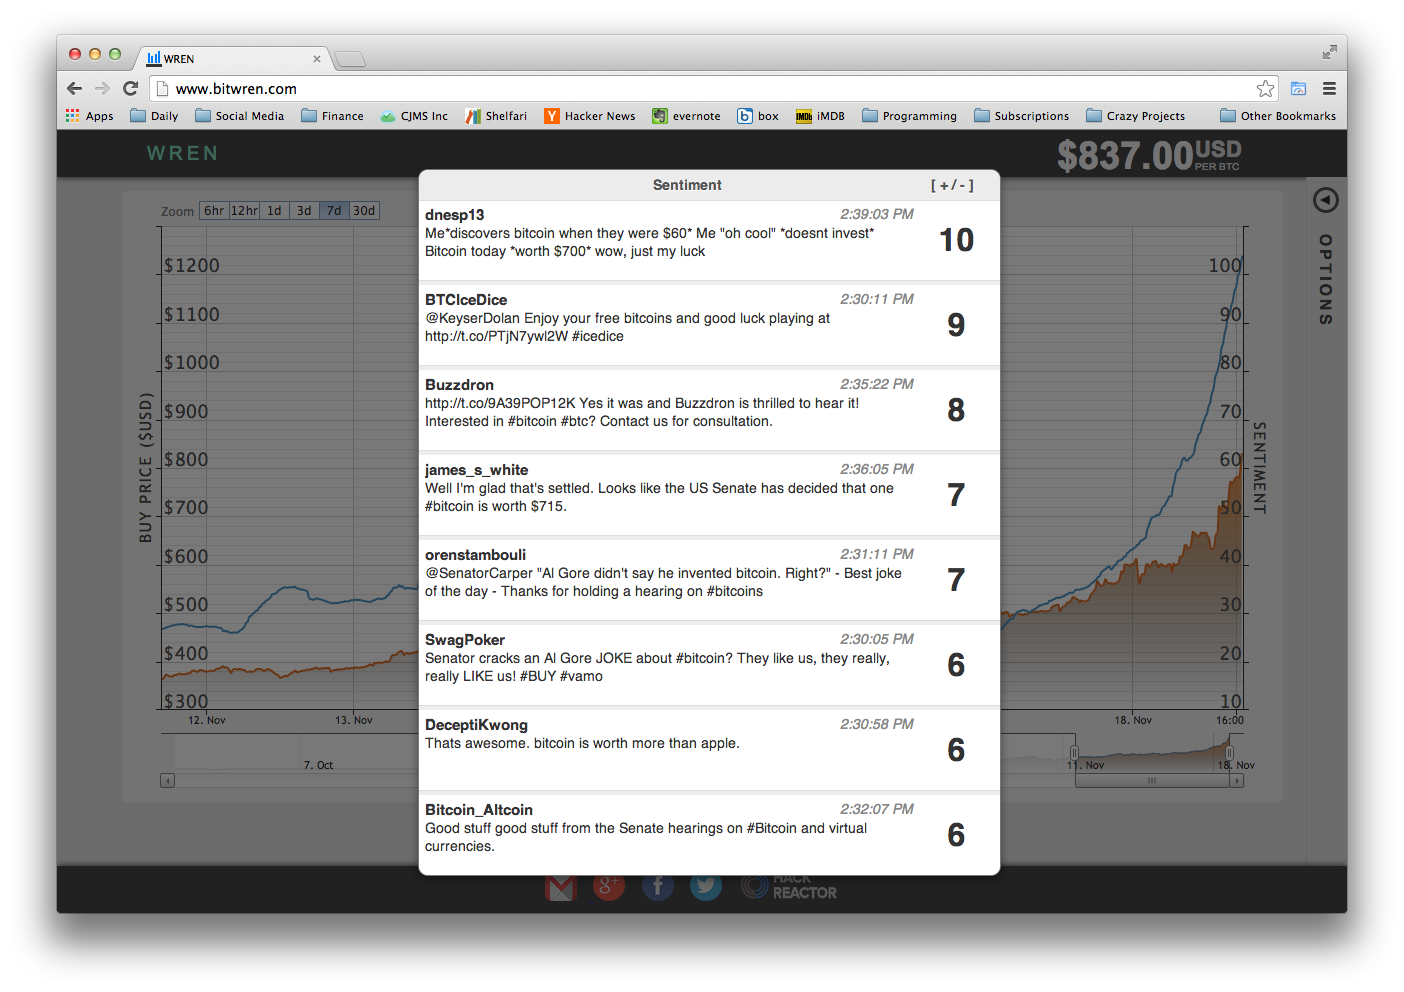 WREN
www.bitwren.com
Apps Daily Social Media Finance CJMS Inc Shelfari Hacker News evernote box IMDB Programming Subscriptions Crazy Projects Other Bookmarks
WREN
$837.00 USD
PER BTC
Zoom 6hr 12hr 1d 3d 7d 30d
OPTIONS
BUY PRICE ($USD)
$1200
$1100
$1000
$900
$800
$700
$600
$500
$400
$300
Sentiment [ + / - ]
dnesp13 2:39:03 PM
Me*discovers bitcoin when they were $60* Me "oh cool" *doesnt invest*
Bitcoin today *worth $700* wow, just my luck
10
BTCIceDice 2:30:11 PM
@KeyserDolan Enjoy your free bitcoins and good luck playing at
http://t.co/PTjN7ywl2W #icedice
9
Buzzdron 2:35:22 PM
http://t.co/9A39POP12K Yes it was and Buzzdron is thrilled to hear it!
Interested in #bitcoin #btc? Contact us for consultation.
8
james_s_white 2:36:05 PM
Well I'm glad that's settled. Looks like the US Senate has decided that one
#bitcoin is worth $715.
7
orenstambouli 2:31:11 PM
@SenatorCarper "Al Gore didn't say he invented bitcoin. Right?" - Best joke
of the day - Thanks for holding a hearing on #bitcoins
7
SwagPoker 2:30:05 PM
Senator cracks an Al Gore JOKE about #bitcoin? They like us, they really,
really LIKE us! #BUY #vamo
6
DeceptiKwong 2:30:58 PM
Thats awesome. bitcoin is worth more than apple.
6
Bitcoin_Altcoin 2:32:07 PM
Good stuff good stuff from the Senate hearings on #Bitcoin and virtual
currencies.
6
100
90
80
70
60
50
40
30
20
10
SENTIMENT
12. Nov 13. Nov 18. Nov 16:00
7. Oct 11. Nov 18. Nov
HACK
REACTOR